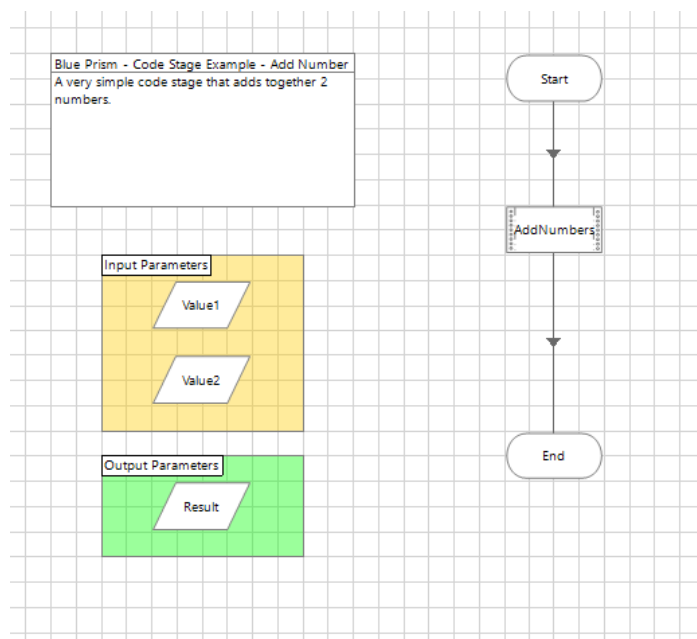 Blue Prism - Code Stage Example - Add Number
A very simple code stage that adds together 2
numbers.
Start
AddNumbers
End
Input Parameters
Value1
Value2
Output Parameters
Result